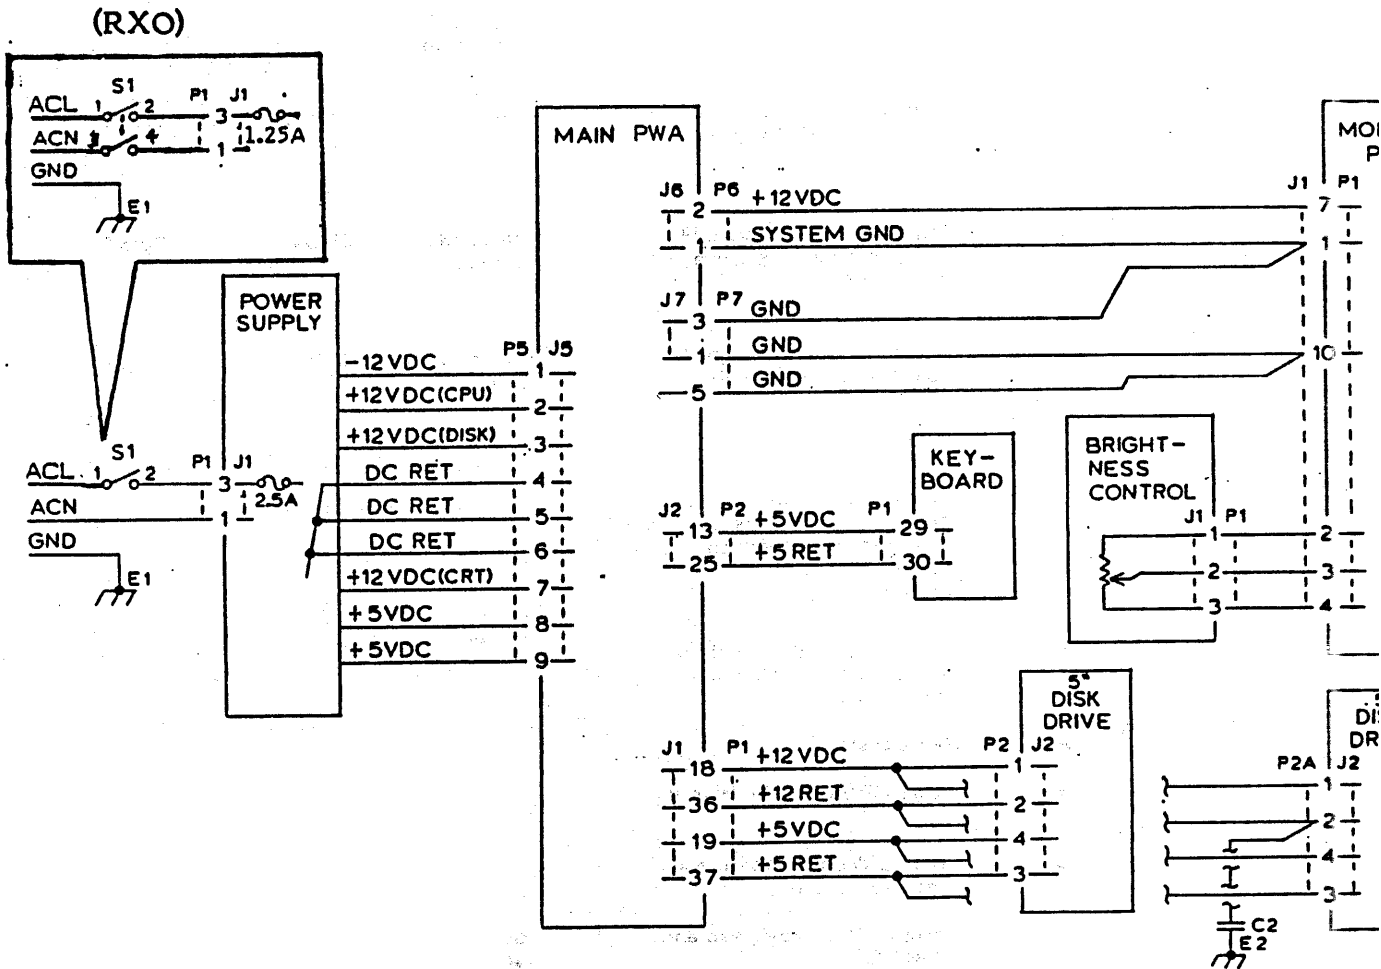 (RXO)
S1
ACL 1 2 P1 J1
3
1.25A
ACN 3 4
1
GND
E1
POWER
SUPPLY
S1
ACL 1 2 P1 J1
3
2.5A
ACN
1
GND
E1
-12VDC
+12VDC(CPU)
+12VDC(DISK)
DC RET
DC RET
DC RET
+12VDC(CRT)
+5VDC
+5VDC
P5 J5
1
2
3
4
5
6
7
8
9
MAIN PWA
J6 P6
2 +12VDC
SYSTEM GND
1
J7 P7
3 GND
1 GND
5 GND
J2 P2
13 +5VDC
25 +5RET
P1
29
30
KEY-
BOARD
BRIGHT-
NESS
CONTROL
J1 P1
1
2
3
J1 P1
7
1
10
2
3
4
J1 P1
18 +12VDC
36 +12RET
19 +5VDC
37 +5RET
P2 J2
1
2
4
3
5"
DISK
DRIVE
P2A J2
1
2
4
3
C2
E2